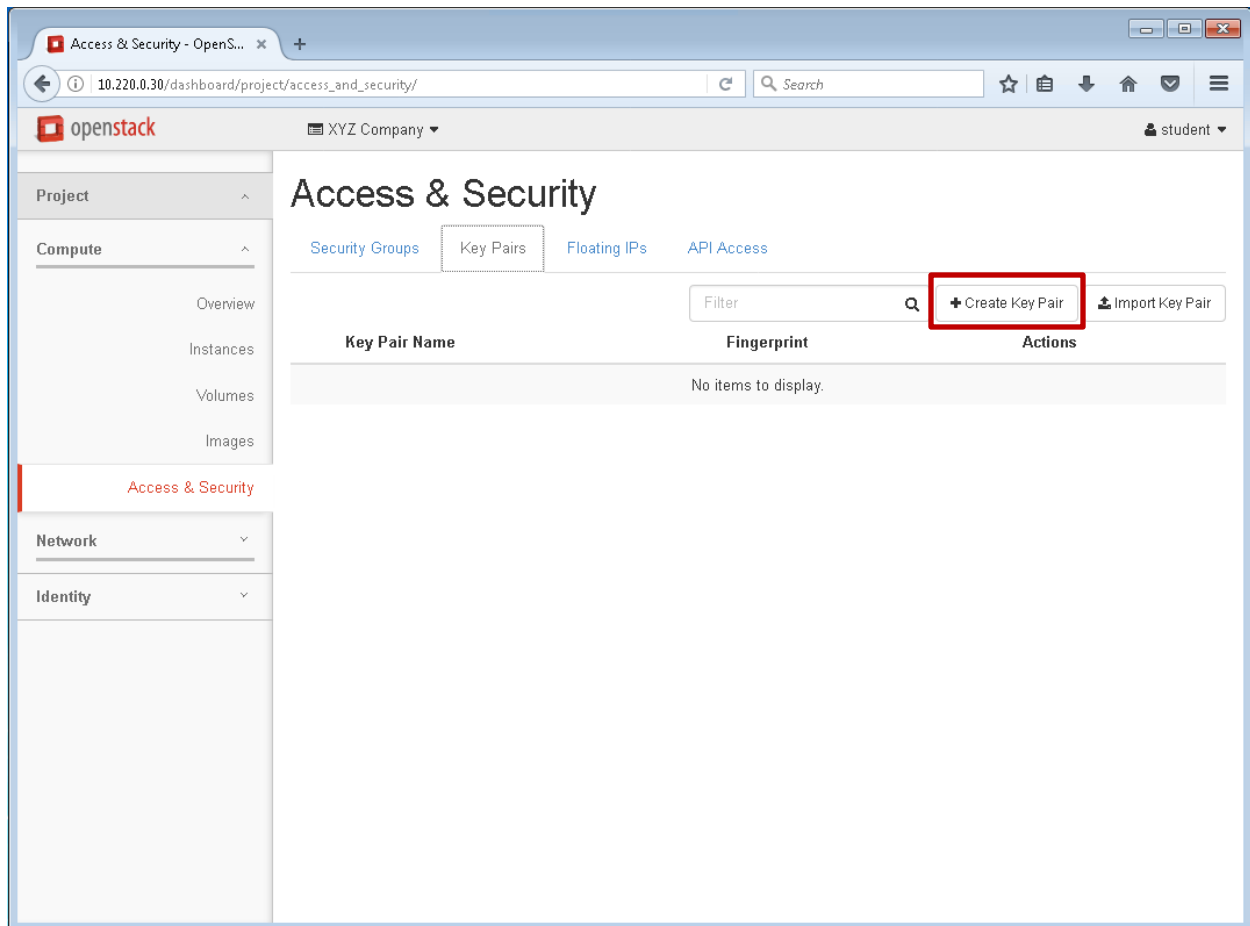 Access & Security - OpenS...
10.220.0.30/dashboard/project/access_and_security/
Search
openstack
XYZ Company
student
Project
Access & Security
Compute
Security Groups
Key Pairs
Floating IPs
API Access
Overview
Filter
Create Key Pair
Import Key Pair
Key Pair Name
Fingerprint
Actions
Instances
No items to display.
Volumes
Images
Access & Security
Network
Identity